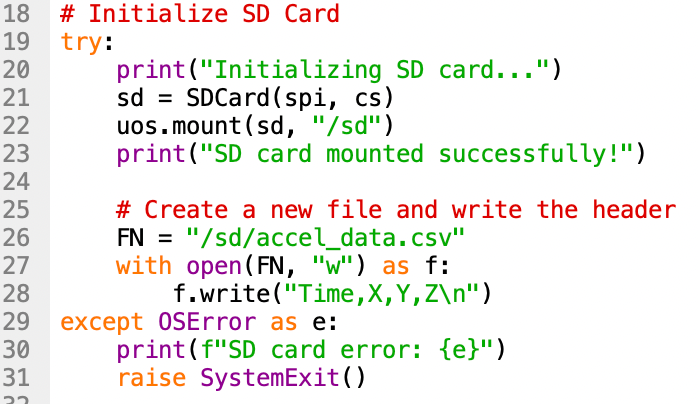 18 # Initialize SD Card
19 try:
20     print("Initializing SD card...")
21     sd = SDCard(spi, cs)
22     uos.mount(sd, "/sd")
23     print("SD card mounted successfully!")
24
25     # Create a new file and write the header
26     FN = "/sd/accel_data.csv"
27     with open(FN, "w") as f:
28         f.write("Time,X,Y,Z\n")
29 except OSError as e:
30     print(f"SD card error: {e}")
31     raise SystemExit()
32